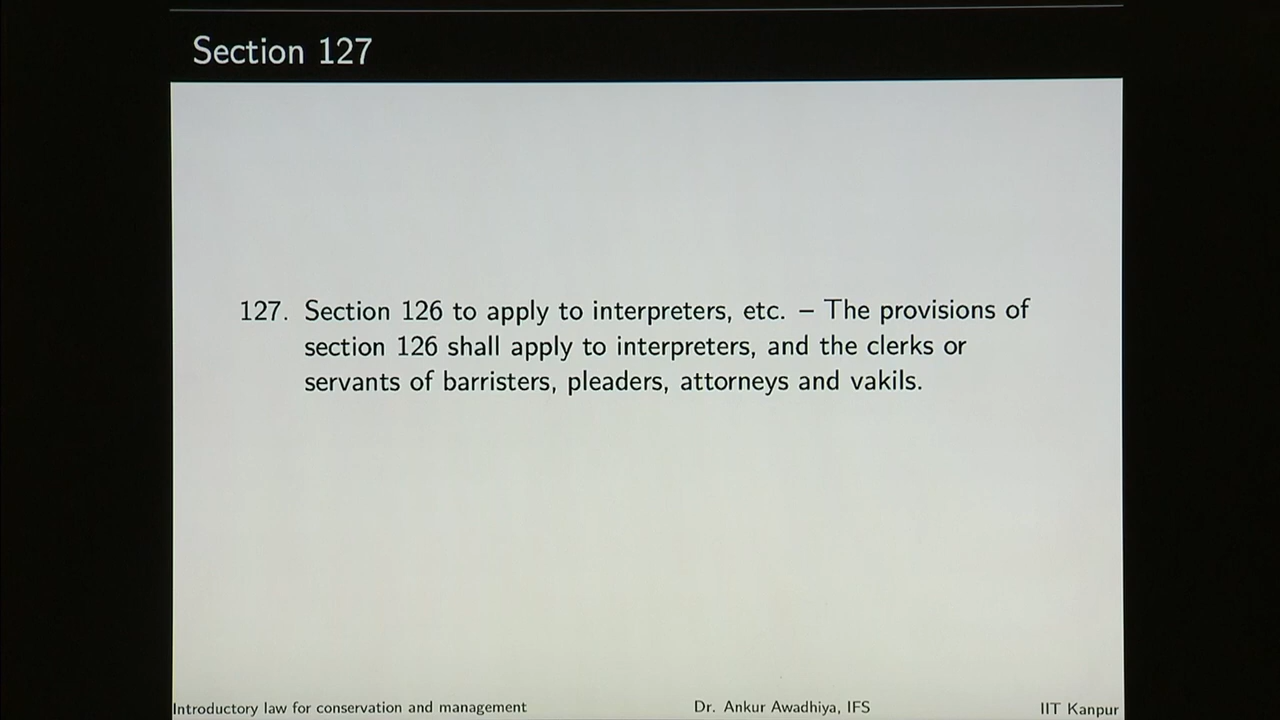 Section 127
127. Section 126 to apply to interpreters, etc. – The provisions of
section 126 shall apply to interpreters, and the clerks or
servants of barristers, pleaders, attorneys and vakils.
Introductory law for conservation and management Dr. Ankur Awadhiya, IFS IIT Kanpur